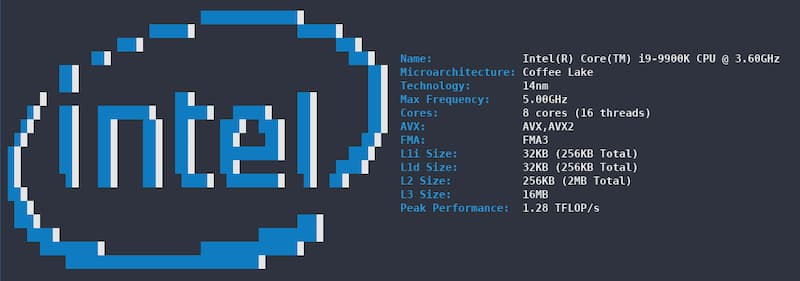 intel
Name: Intel(R) Core(TM) i9-9900K CPU @ 3.60GHz
Microarchitecture: Coffee Lake
Technology: 14nm
Max Frequency: 5.00GHz
Cores: 8 cores (16 threads)
AVX: AVX,AVX2
FMA: FMA3
L1i Size: 32KB (256KB Total)
L1d Size: 32KB (256KB Total)
L2 Size: 256KB (2MB Total)
L3 Size: 16MB
Peak Performance: 1.28 TFLOP/s